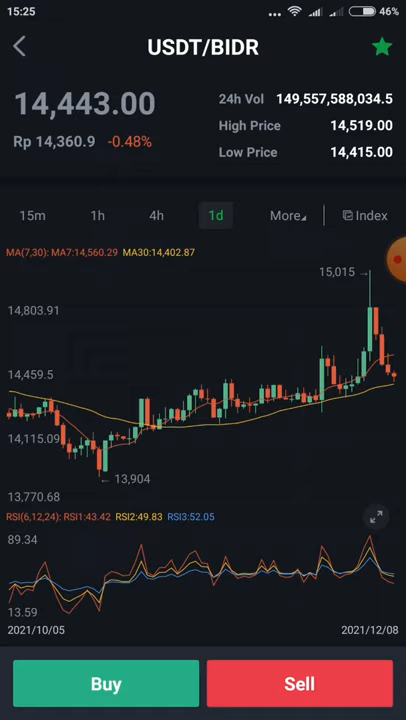 15:25
46%
USDT/BIDR
14,443.00
Rp 14,360.9 -0.48%
24h Vol 149,557,588,034.5
High Price 14,519.00
Low Price 14,415.00
15m 1h 4h 1d More Index
MA(7,30): MA7:14,560.29 MA30:14,402.87
15,015
14,803.91
14,459.5
14,115.09
13,904
13,770.68
RSI(6,12,24): RSI1:43.42 RSI2:49.83 RSI3:52.05
89.34
13.59
2021/10/05 2021/12/08
Buy Sell